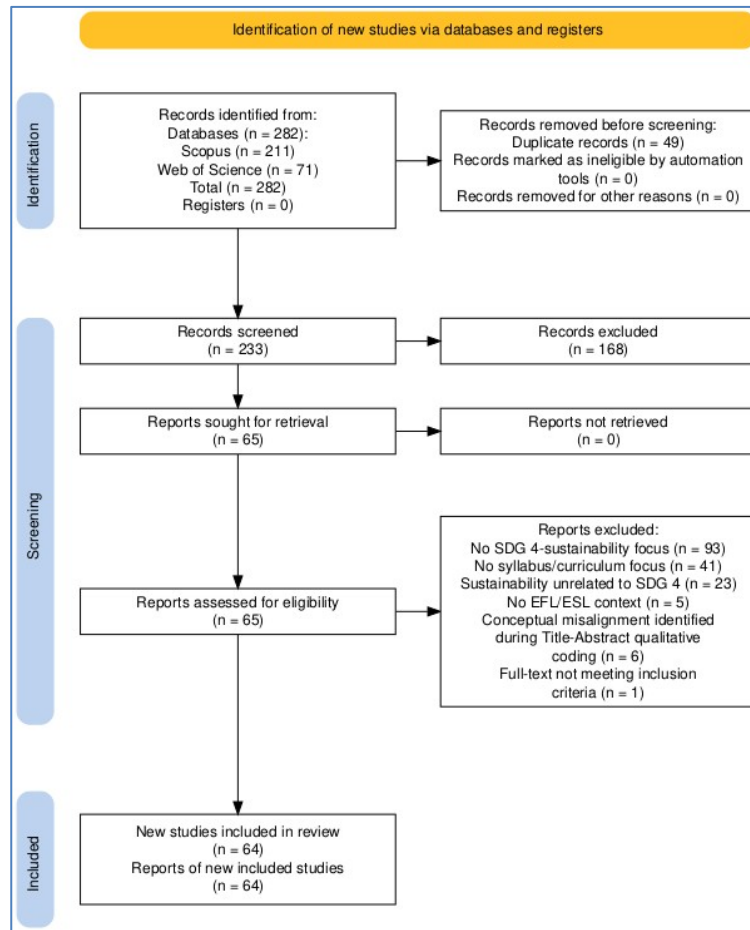 Identification of new studies via databases and registers
Identification
Records identified from:
Databases (n = 282):
Scopus (n = 211)
Web of Science (n = 71)
Total (n = 282)
Registers (n = 0)
Records removed before screening:
Duplicate records (n = 49)
Records marked as ineligible by automation
tools (n = 0)
Records removed for other reasons (n = 0)
Screening
Records screened
(n = 233)
Records excluded
(n = 168)
Reports sought for retrieval
(n = 65)
Reports not retrieved
(n = 0)
Reports assessed for eligibility
(n = 65)
Reports excluded:
No SDG 4-sustainability focus (n = 93)
No syllabus/curriculum focus (n = 41)
Sustainability unrelated to SDG 4 (n = 23)
No EFL/ESL context (n = 5)
Conceptual misalignment identified
during Title-Abstract qualitative
coding (n = 6)
Full-text not meeting inclusion
criteria (n = 1)
Included
New studies included in review
(n = 64)
Reports of new included studies
(n = 64)